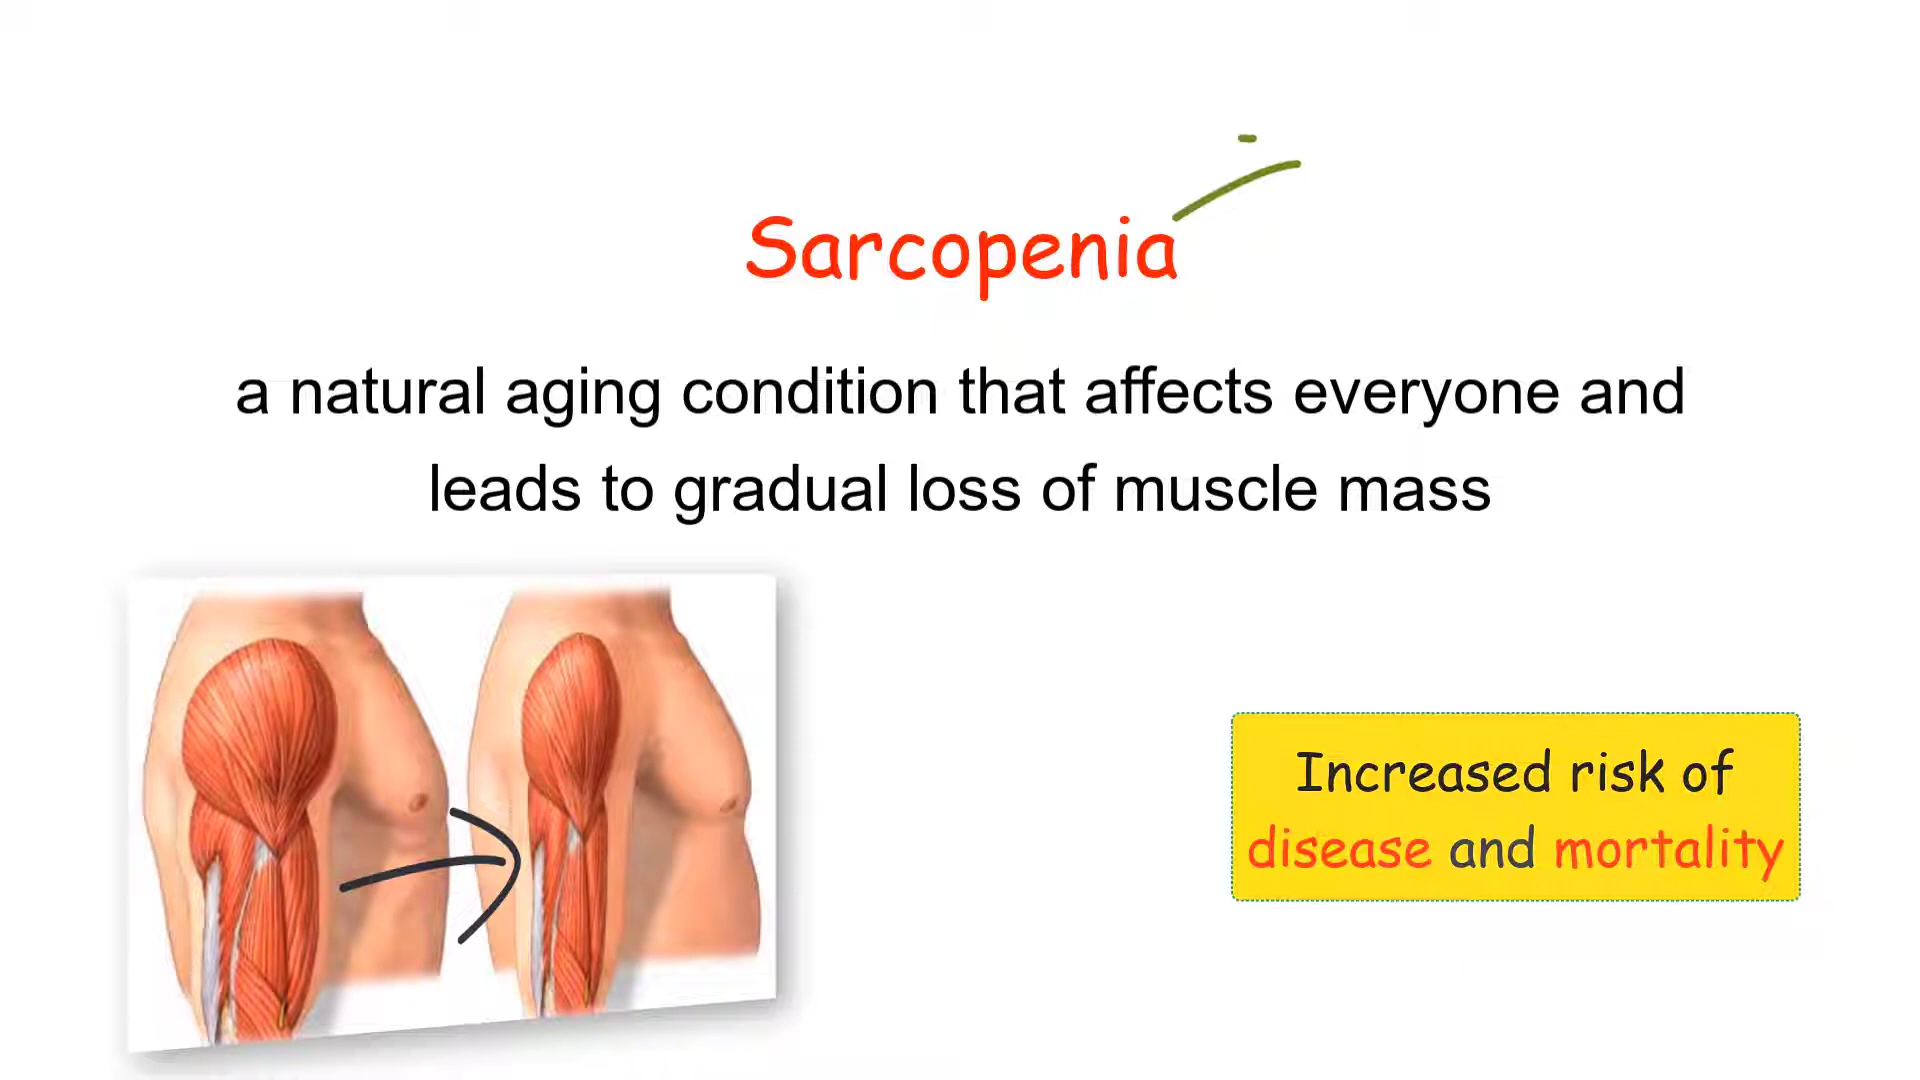 Sarcopenia
a natural aging condition that affects everyone and
leads to gradual loss of muscle mass
Increased risk of
disease and mortality